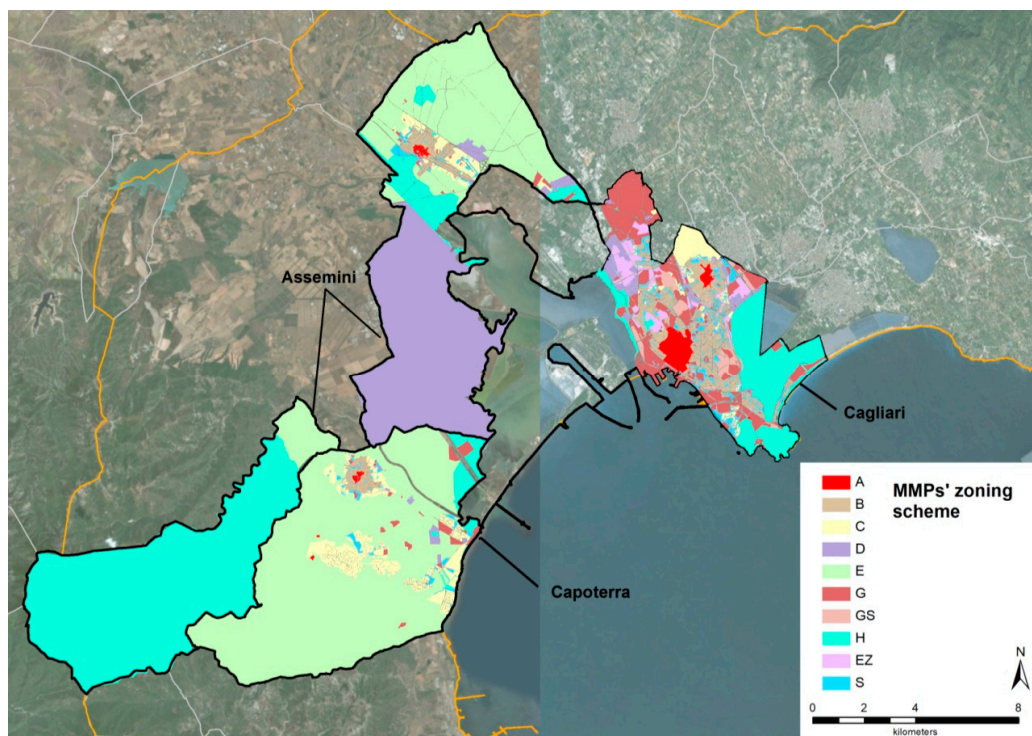 Assemini
Cagliari
Capoterra
MMPs' zoning
scheme
A
B
C
D
E
G
GS
H
EZ
S
N
0 2 4 8
kilometers